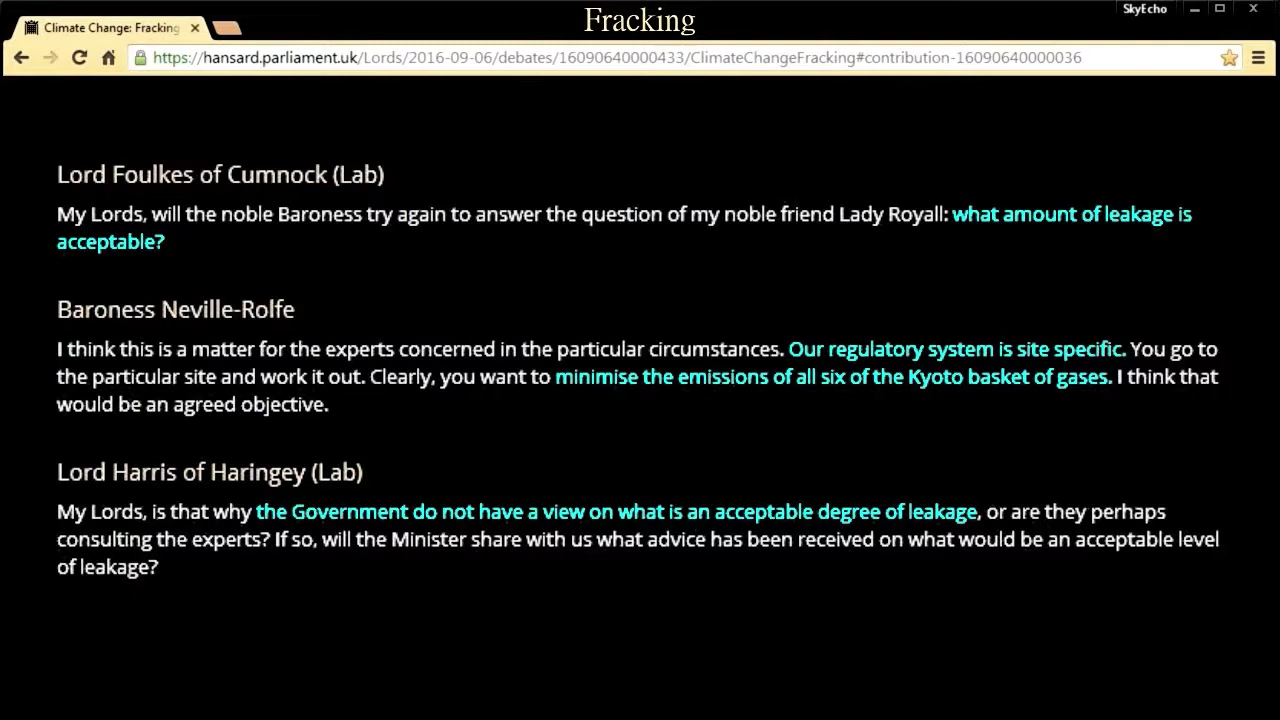 Fracking
SkyEcho
Climate Change: Fracking
https://hansard.parliament.uk/Lords/2016-09-06/debates/16090640000433/ClimateChangeFracking#contribution-16090640000036
Lord Foulkes of Cumnock (Lab)
My Lords, will the noble Baroness try again to answer the question of my noble friend Lady Royall: what amount of leakage is
acceptable?
Baroness Neville-Rolfe
I think this is a matter for the experts concerned in the particular circumstances. Our regulatory system is site specific. You go to
the particular site and work it out. Clearly, you want to minimise the emissions of all six of the Kyoto basket of gases. I think that
would be an agreed objective.
Lord Harris of Haringey (Lab)
My Lords, is that why the Government do not have a view on what is an acceptable degree of leakage, or are they perhaps
consulting the experts? If so, will the Minister share with us what advice has been received on what would be an acceptable level
of leakage?